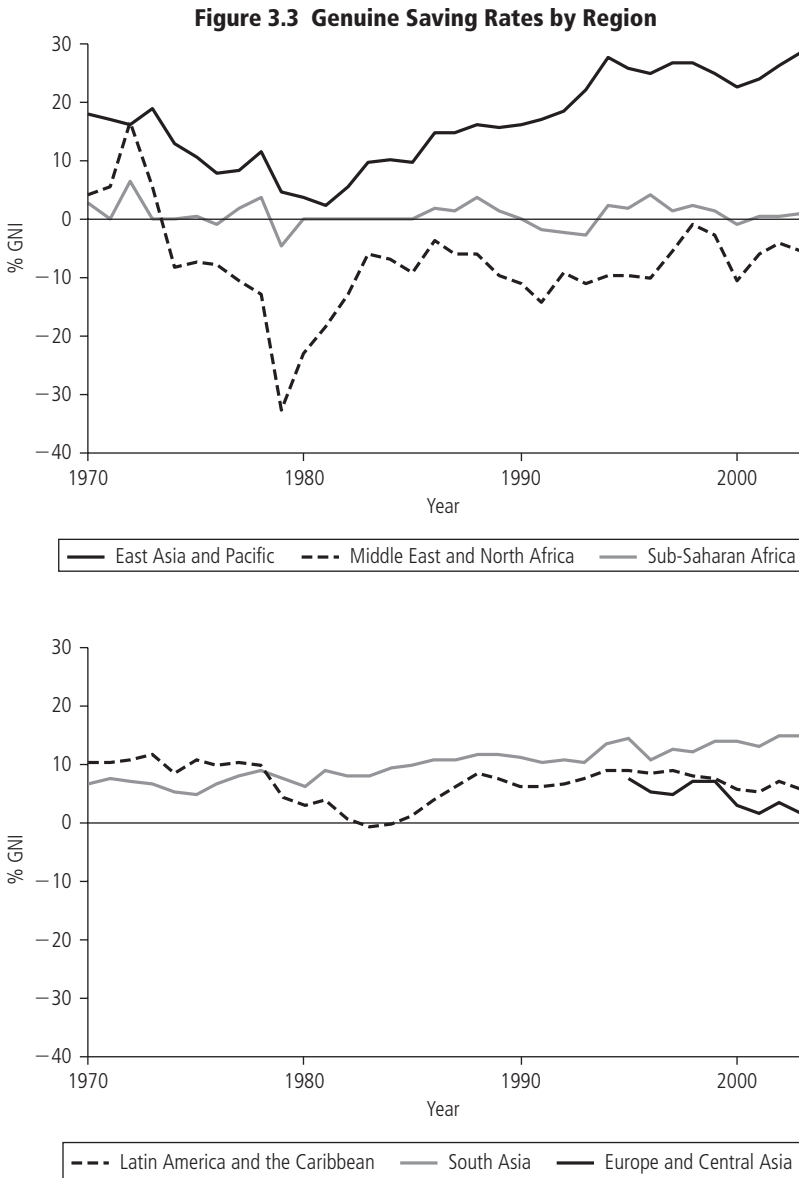 Figure 3.3 Genuine Saving Rates by Region
30
20
10
0
−10
−20
−30
−40
% GNI
1970 1980 1990 2000
Year
East Asia and Pacific Middle East and North Africa Sub-Saharan Africa
30
20
10
0
−10
−20
−30
−40
% GNI
1970 1980 1990 2000
Year
Latin America and the Caribbean South Asia Europe and Central Asia